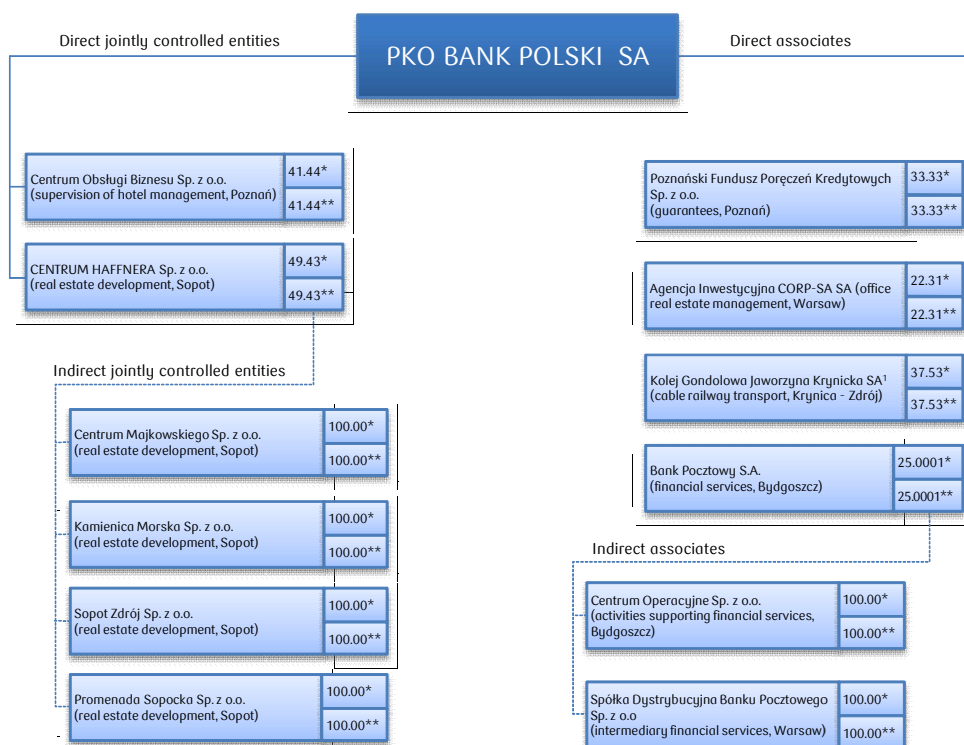 PKO BANK POLSKI SA
Direct jointly controlled entities
Centrum Obsługi Biznesu Sp. z o.o.
(supervision of hotel management, Poznań)
41.44*
41.44**
CENTRUM HAFFNERA Sp. z o.o.
(real estate development, Sopot)
49.43*
49.43**
Indirect jointly controlled entities
Centrum Majkowskiego Sp. z o.o.
(real estate development, Sopot)
100.00*
100.00**
Kamienica Morska Sp. z o.o.
(real estate development, Sopot)
100.00*
100.00**
Sopot Zdrój Sp. z o.o.
(real estate development, Sopot)
100.00*
100.00**
Promenada Sopocka Sp. z o.o.
(real estate development, Sopot)
100.00*
100.00**
Direct associates
Poznański Fundusz Poręczeń Kredytowych
Sp. z o.o.
(guarantees, Poznań)
33.33*
33.33**
Agencja Inwestycyjna CORP-SA SA (office
real estate management, Warsaw)
22.31*
22.31**
Kolej Gondolowa Jaworzyna Krynicka SA¹
(cable railway transport, Krynica - Zdrój)
37.53*
37.53**
Bank Pocztowy S.A.
(financial services, Bydgoszcz)
25.0001*
25.0001**
Indirect associates
Centrum Operacyjne Sp. z o.o.
(activities supporting financial services,
Bydgoszcz)
100.00*
100.00**
Spółka Dystrybucyjna Banku Pocztowego
Sp. z o.o
(intermediary financial services, Warsaw)
100.00*
100.00**